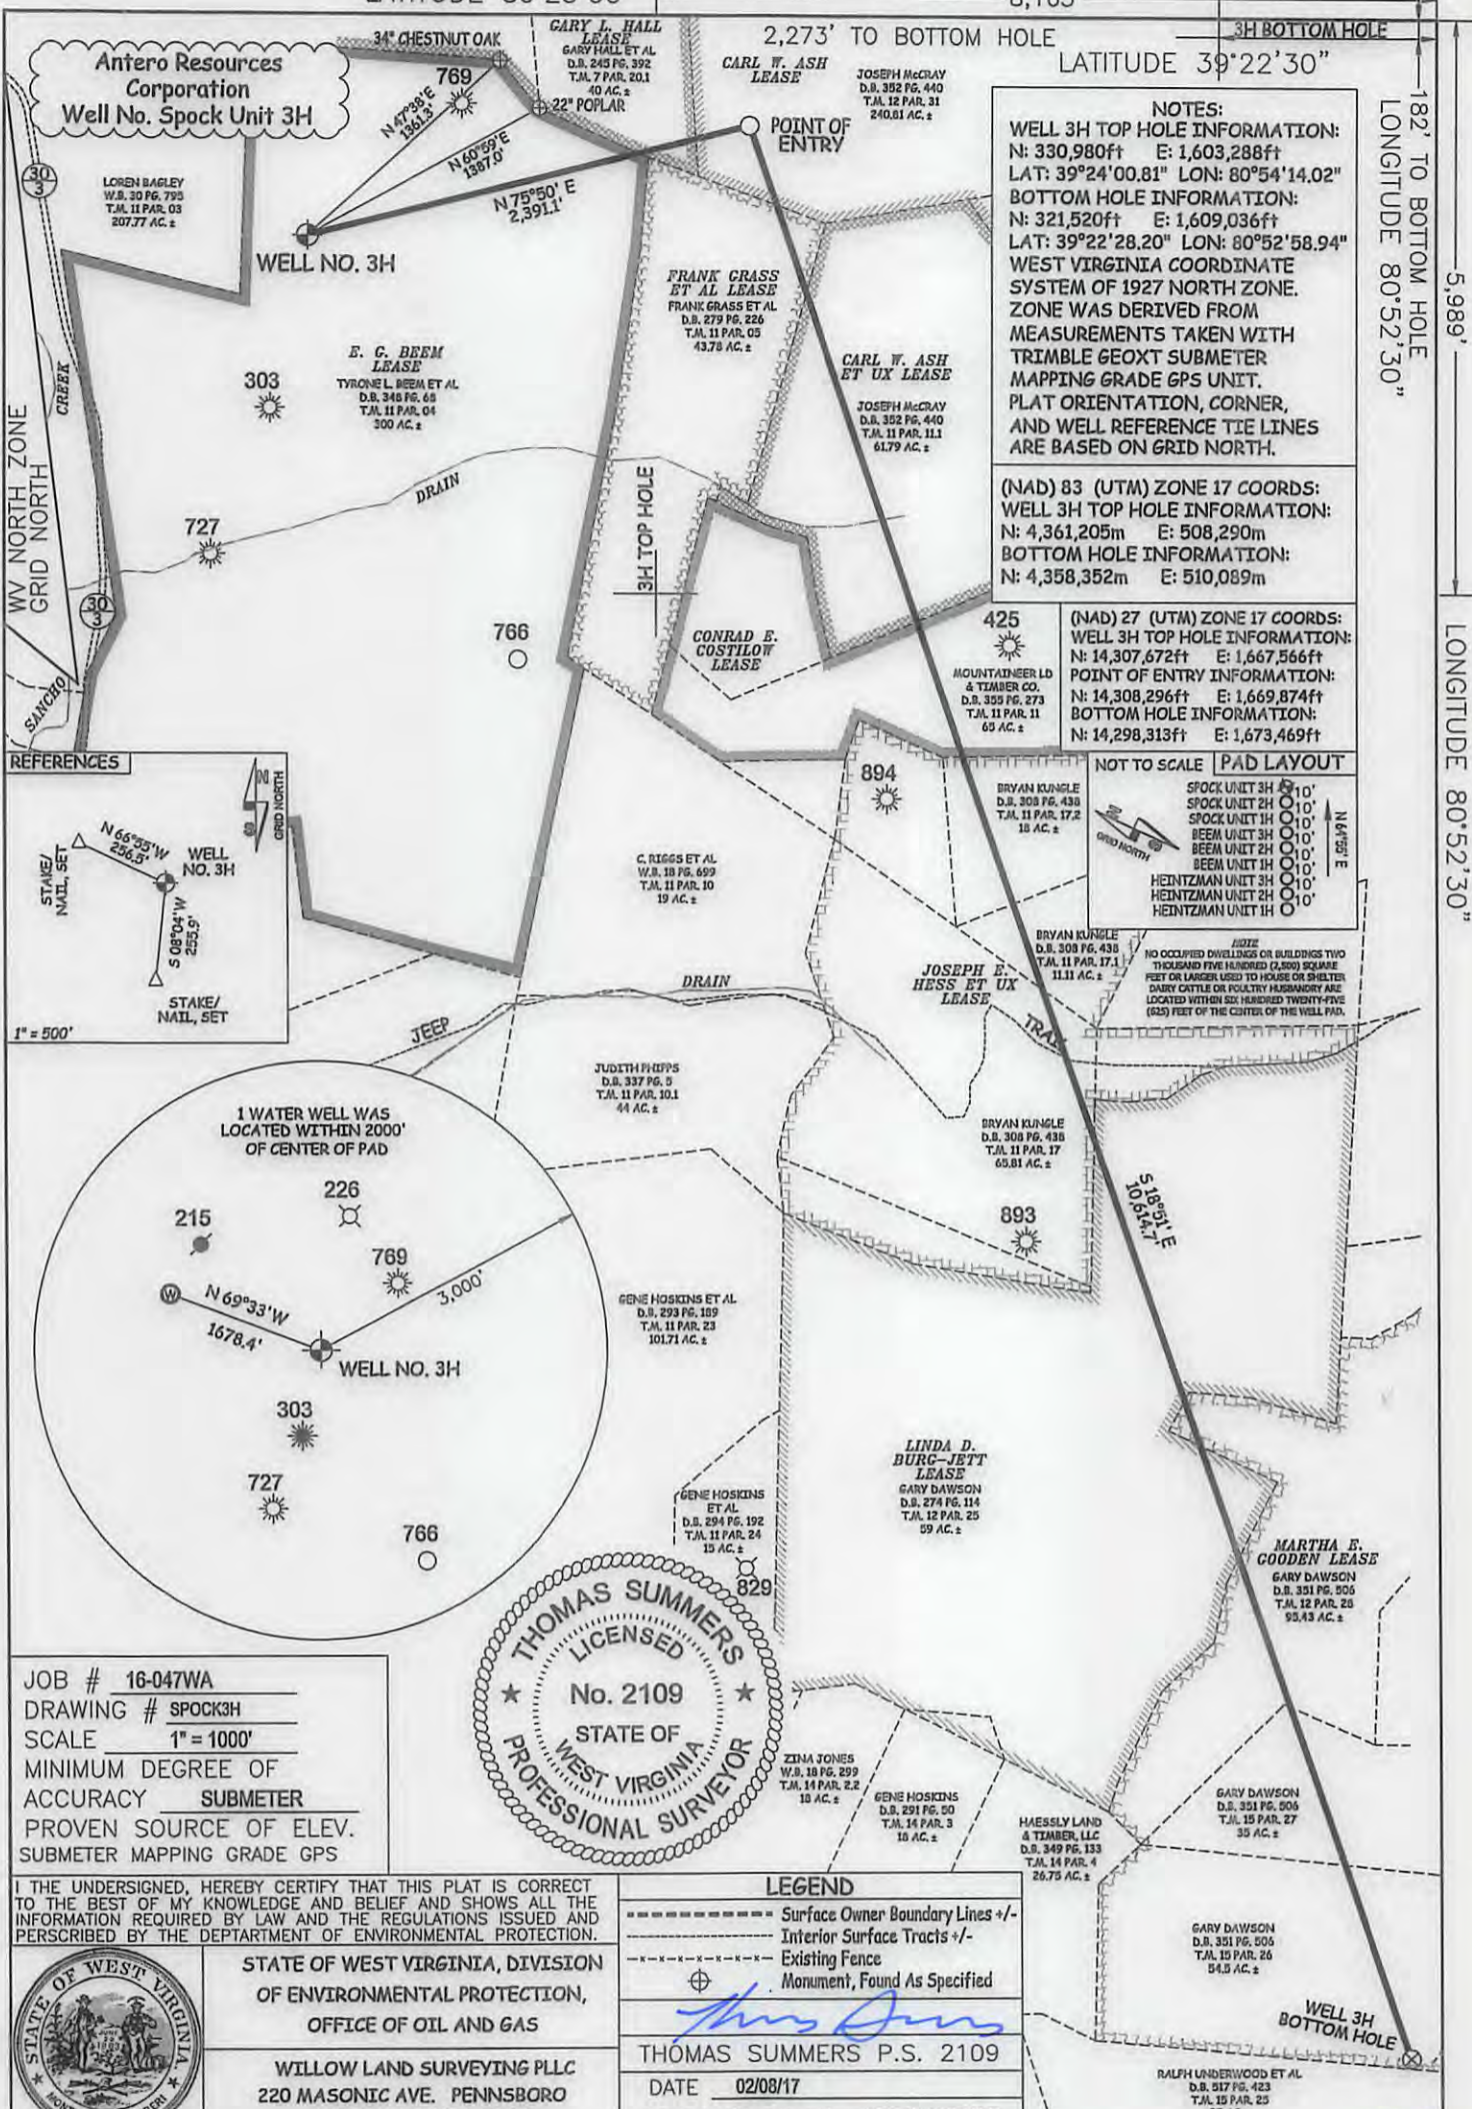 8,105'
2,273' TO BOTTOM HOLE
3H BOTTOM HOLE
LATITUDE 39°22'30"
182' TO BOTTOM HOLE
LONGITUDE 80°52'30"
5,989'
LONGITUDE 80°52'30"
Antero Resources
Corporation
Well No. Spock Unit 3H
34" CHESTNUT OAK
769
N 47°38'E
1361.3'
22" POPLAR
N 60°59'E
1387.0'
N 75°50' E
2,391.1'
WELL NO. 3H
POINT OF
ENTRY
GARY L. HALL
LEASE
GARY HALL ET AL
D.B. 245 PG. 392
T.M. 7 PAR. 20.1
40 AC. ±
CARL W. ASH
LEASE
JOSEPH McCRAY
D.B. 352 PG. 440
T.M. 12 PAR. 31
240.81 AC. ±
30
3
LOREN BAGLEY
W.B. 30 PG. 795
T.M. 11 PAR. 03
207.77 AC. ±
NOTES:
WELL 3H TOP HOLE INFORMATION:
N: 330,980ft E: 1,603,288ft
LAT: 39°24'00.81" LON: 80°54'14.02"
BOTTOM HOLE INFORMATION:
N: 321,520ft E: 1,609,036ft
LAT: 39°22'28.20" LON: 80°52'58.94"
WEST VIRGINIA COORDINATE
SYSTEM OF 1927 NORTH ZONE.
ZONE WAS DERIVED FROM
MEASUREMENTS TAKEN WITH
TRIMBLE GEOXT SUBMETER
MAPPING GRADE GPS UNIT.
PLAT ORIENTATION, CORNER,
AND WELL REFERENCE TIE LINES
ARE BASED ON GRID NORTH.
(NAD) 83 (UTM) ZONE 17 COORDS:
WELL 3H TOP HOLE INFORMATION:
N: 4,361,205m E: 508,290m
BOTTOM HOLE INFORMATION:
N: 4,358,352m E: 510,089m
(NAD) 27 (UTM) ZONE 17 COORDS:
WELL 3H TOP HOLE INFORMATION:
N: 14,307,672ft E: 1,667,566ft
POINT OF ENTRY INFORMATION:
N: 14,308,296ft E: 1,669,874ft
BOTTOM HOLE INFORMATION:
N: 14,298,313ft E: 1,673,469ft
FRANK GRASS
ET AL LEASE
FRANK GRASS ET AL
D.B. 279 PG. 226
T.M. 11 PAR. 05
43.78 AC. ±
E. G. BEEM
LEASE
TYRONE L. BEEM ET AL
D.B. 348 PG. 68
T.M. 11 PAR. 04
300 AC. ±
CARL W. ASH
ET UX LEASE
JOSEPH McCRAY
D.B. 352 PG. 440
T.M. 11 PAR. 11.1
61.79 AC. ±
303
CREEK
WV NORTH ZONE
GRID NORTH
DRAIN
727
3H TOP HOLE
30
3
766
CONRAD E.
COSTILOW
LEASE
425
MOUNTAINEER LD
& TIMBER CO.
D.B. 355 PG. 273
T.M. 11 PAR. 11
65 AC. ±
SANCHO
REFERENCES
N
S
GRID NORTH
N 66°55'W
256.5'
WELL
NO. 3H
STAKE/
NAIL, SET
S 08°04'W
255.9'
STAKE/
NAIL, SET
1" = 500'
NOT TO SCALE
PAD LAYOUT
SPOCK UNIT 3H 10'
SPOCK UNIT 2H 10'
SPOCK UNIT 1H 10'
BEEM UNIT 3H 10'
BEEM UNIT 2H 10'
BEEM UNIT 1H 10'
HEINTZMAN UNIT 3H 10'
HEINTZMAN UNIT 2H 10'
HEINTZMAN UNIT 1H
N 64°55' E
GRID NORTH
894
BRYAN KUNGLE
D.B. 308 PG. 438
T.M. 11 PAR. 17.2
18 AC. ±
C. RIGGS ET AL
W.B. 18 PG. 699
T.M. 11 PAR. 10
19 AC. ±
BRYAN KUNGLE
D.B. 308 PG. 438
T.M. 11 PAR. 17.1
11.11 AC. ±
NOTE
NO OCCUPIED DWELLINGS OR BUILDINGS TWO
THOUSAND FIVE HUNDRED (2,500) SQUARE
FEET OR LARGER USED TO HOUSE OR SHELTER
DAIRY CATTLE OR POULTRY HUSBANDRY ARE
LOCATED WITHIN SIX HUNDRED TWENTY-FIVE
(625) FEET OF THE CENTER OF THE WELL PAD.
JOSEPH E.
HESS ET UX
LEASE
DRAIN
JEEP
TRAIL
JUDITH PHIPPS
D.B. 337 PG. 5
T.M. 11 PAR. 10.1
44 AC. ±
BRYAN KUNGLE
D.B. 308 PG. 438
T.M. 11 PAR. 17
65.81 AC. ±
S 18°51' E
10,614.7'
893
1 WATER WELL WAS
LOCATED WITHIN 2000'
OF CENTER OF PAD
226
215
769
W
N 69°33'W
1678.4'
3,000'
WELL NO. 3H
303
727
766
GENE HOSKINS ET AL
D.B. 293 PG. 189
T.M. 11 PAR. 23
101.71 AC. ±
LINDA D.
BURG-JETT
LEASE
GARY DAWSON
D.B. 274 PG. 114
T.M. 12 PAR. 25
59 AC. ±
GENE HOSKINS
ET AL
D.B. 294 PG. 192
T.M. 11 PAR. 24
15 AC. ±
829
MARTHA E.
GOODEN LEASE
GARY DAWSON
D.B. 351 PG. 506
T.M. 12 PAR. 28
95.43 AC. ±
THOMAS SUMMERS
LICENSED
No. 2109
STATE OF
WEST VIRGINIA
PROFESSIONAL SURVEYOR
JOB # 16-047WA
DRAWING # SPOCK3H
SCALE 1" = 1000'
MINIMUM DEGREE OF
ACCURACY SUBMETER
PROVEN SOURCE OF ELEV.
SUBMETER MAPPING GRADE GPS
ZINA JONES
W.B. 18 PG. 299
T.M. 14 PAR. 2.2
18 AC. ±
GENE HOSKINS
D.B. 291 PG. 50
T.M. 14 PAR. 3
18 AC. ±
HAESSLY LAND
& TIMBER, LLC
D.B. 349 PG. 133
T.M. 14 PAR. 4
26.75 AC. ±
GARY DAWSON
D.B. 351 PG. 506
T.M. 15 PAR. 27
35 AC. ±
GARY DAWSON
D.B. 351 PG. 506
T.M. 15 PAR. 26
54.5 AC. ±
WELL 3H
BOTTOM HOLE
RALPH UNDERWOOD ET AL
D.B. 517 PG. 423
T.M. 15 PAR. 25
I THE UNDERSIGNED, HEREBY CERTIFY THAT THIS PLAT IS CORRECT
TO THE BEST OF MY KNOWLEDGE AND BELIEF AND SHOWS ALL THE
INFORMATION REQUIRED BY LAW AND THE REGULATIONS ISSUED AND
PERSCRIBED BY THE DEPTARTMENT OF ENVIRONMENTAL PROTECTION.
STATE OF WEST VIRGINIA
STATE OF WEST VIRGINIA, DIVISION
OF ENVIRONMENTAL PROTECTION,
OFFICE OF OIL AND GAS
WILLOW LAND SURVEYING PLLC
220 MASONIC AVE. PENNSBORO
LEGEND
Surface Owner Boundary Lines +/-
Interior Surface Tracts +/-
Existing Fence
Monument, Found As Specified
THOMAS SUMMERS P.S. 2109
DATE 02/08/17